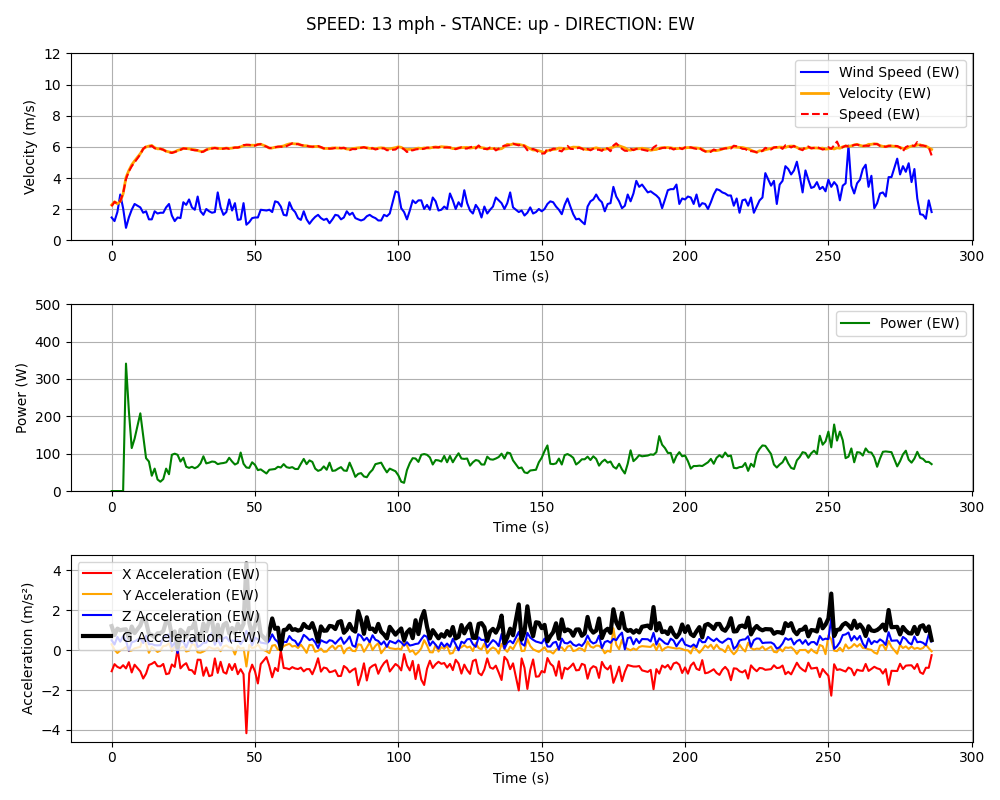 SPEED: 13 mph - STANCE: up - DIRECTION: EW
12
10
8
6
4
2
0
Velocity (m/s)
Wind Speed (EW)
Velocity (EW)
Speed (EW)
0 50 100 150 200 250 300
Time (s)
500
400
300
200
100
0
Power (W)
Power (EW)
0 50 100 150 200 250 300
Time (s)
4
2
0
−2
−4
Acceleration (m/s²)
X Acceleration (EW)
Y Acceleration (EW)
Z Acceleration (EW)
G Acceleration (EW)
0 50 100 150 200 250 300
Time (s)